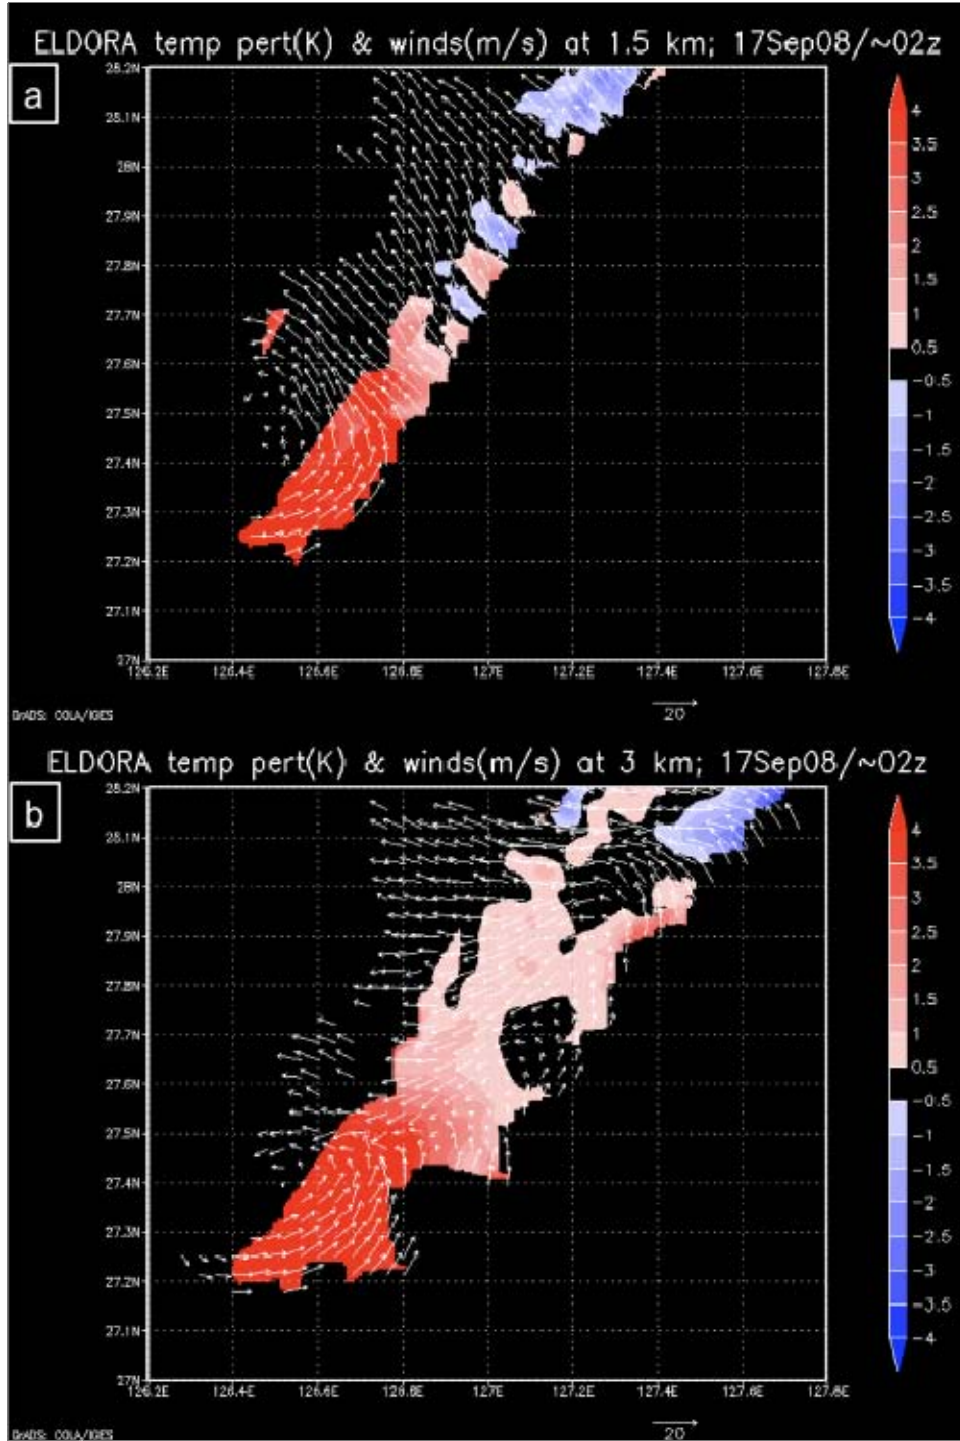 ELDORA temp pert(K) & winds(m/s) at 1.5 km; 17Sep08/~02z
a
28.2N
28.1N
28N
27.9N
27.8N
27.7N
27.6N
27.5N
27.4N
27.3N
27.2N
27.1N
27N
126.2E 126.4E 126.6E 126.8E 127E 127.2E 127.4E 127.6E 127.8E
4
3.5
3
2.5
2
1.5
1
0.5
-0.5
-1
-1.5
-2
-2.5
-3
-3.5
-4
GrADS: COLA/IGES
20
ELDORA temp pert(K) & winds(m/s) at 3 km; 17Sep08/~02z
b
28.2N
28.1N
28N
27.9N
27.8N
27.7N
27.6N
27.5N
27.4N
27.3N
27.2N
27.1N
27N
126.2E 126.4E 126.6E 126.8E 127E 127.2E 127.4E 127.6E 127.8E
4
3.5
3
2.5
2
1.5
1
0.5
-0.5
-1
-1.5
-2
-2.5
-3
-3.5
-4
GrADS: COLA/IGES
20